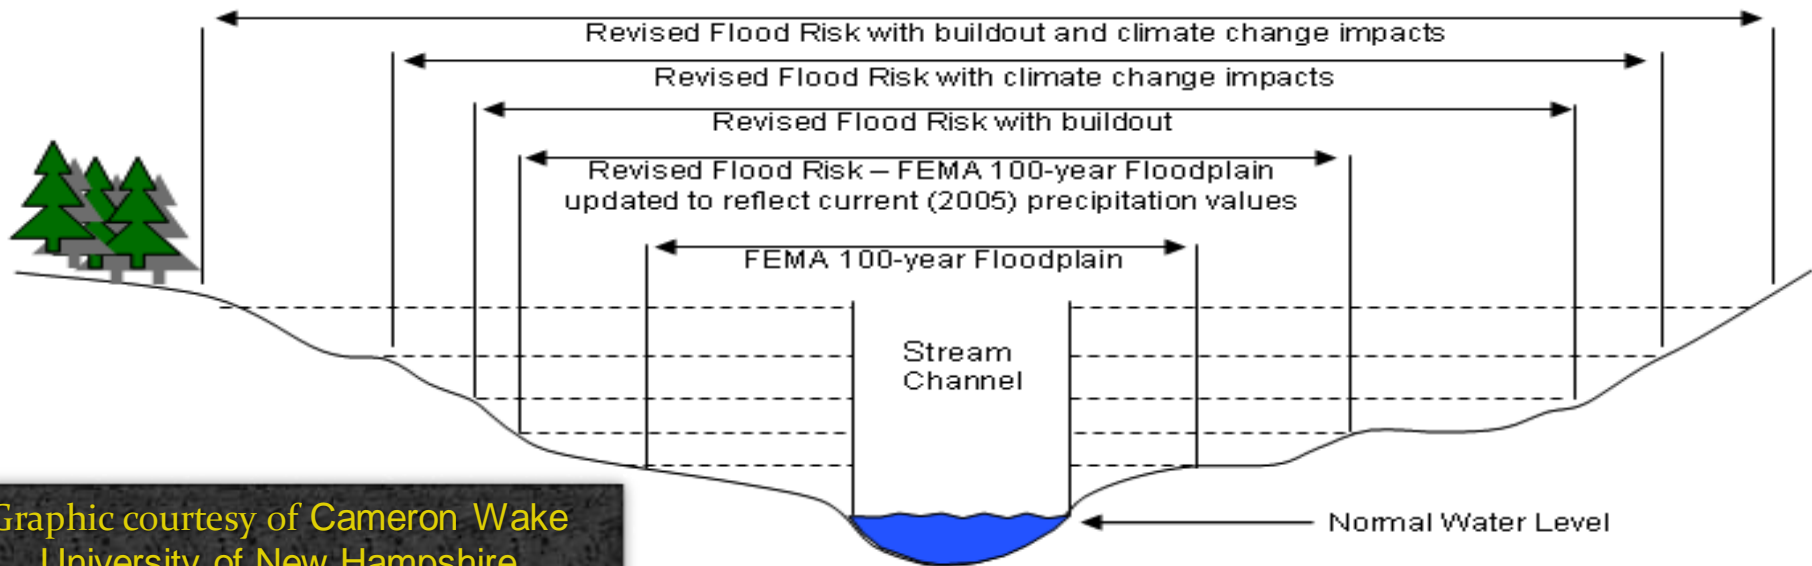 Revised Flood Risk with buildout and climate change impacts
Revised Flood Risk with climate change impacts
Revised Flood Risk with buildout
Revised Flood Risk – FEMA 100-year Floodplain
updated to reflect current (2005) precipitation values
FEMA 100-year Floodplain
Stream
Channel
Normal Water Level
Graphic courtesy of Cameron Wake
University of New Hampshire